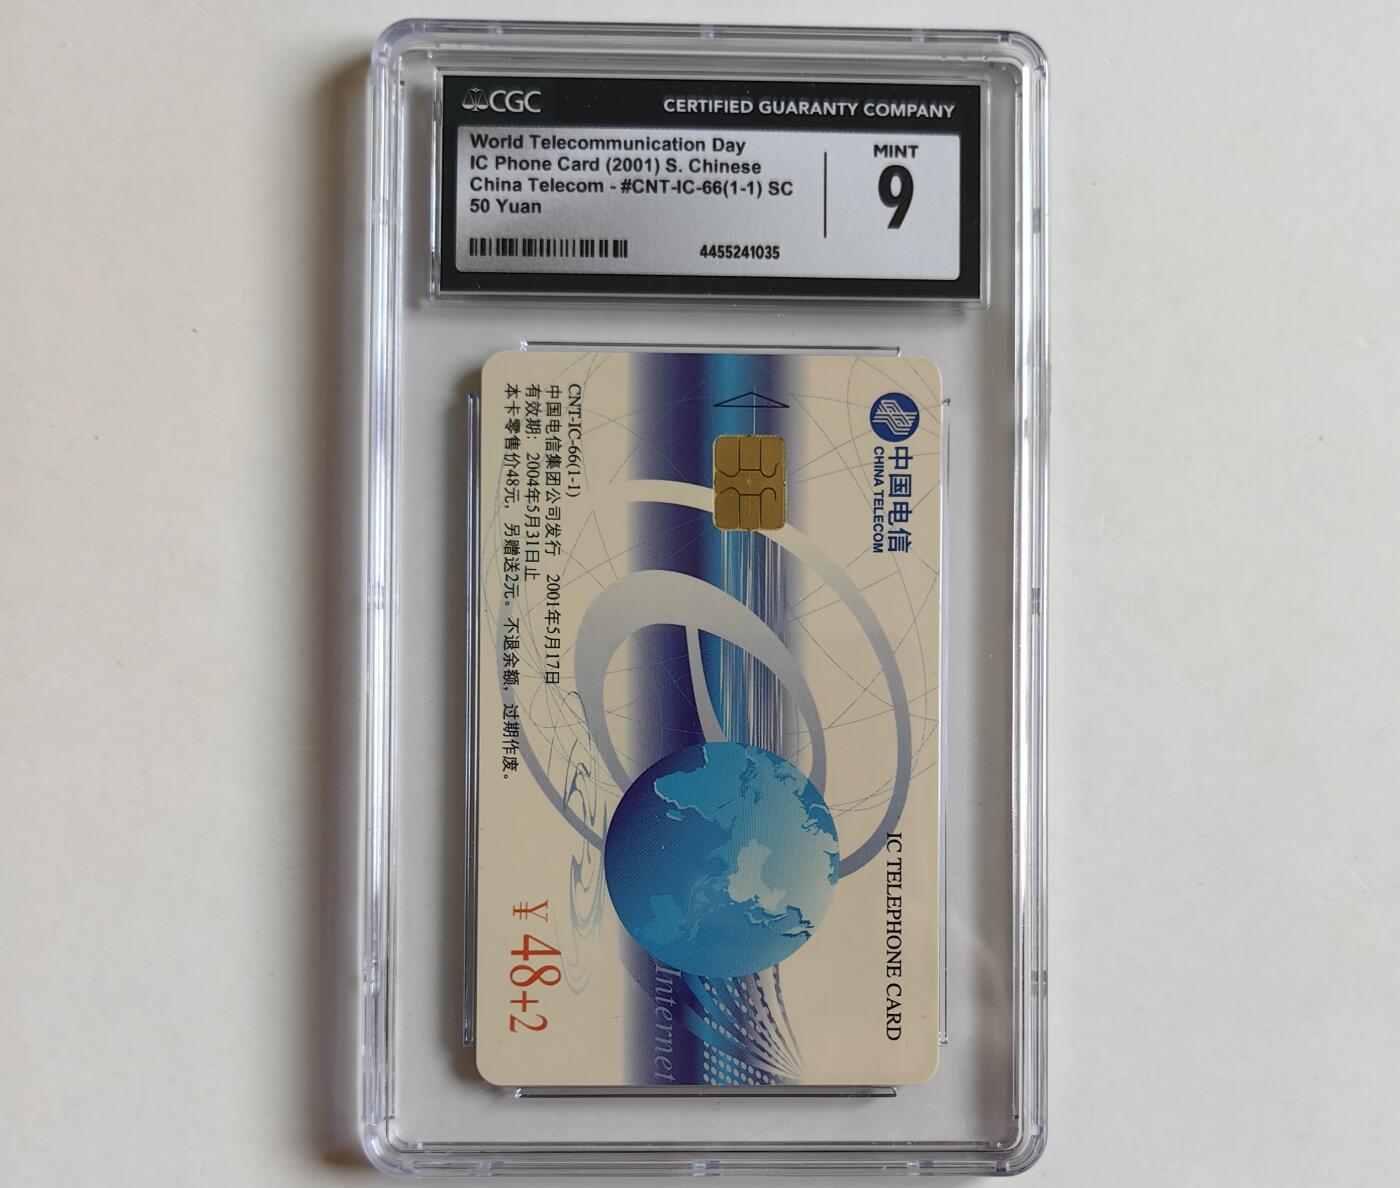 CGC
CERTIFIED GUARANTY COMPANY
World Telecommunication Day
IC Phone Card (2001) S. Chinese
China Telecom - #CNT-IC-66(1-1) SC
50 Yuan
MINT
9
4455241035
中国电信
CHINA TELECOM
IC TELEPHONE CARD
CNT-IC-66(1-1)
中国电信集团公司发行 2001年5月17日
有效期：2004年5月31日止
本卡零售价48元，另赠送2元。不退余额，过期作废。
¥ 48+2
Internet